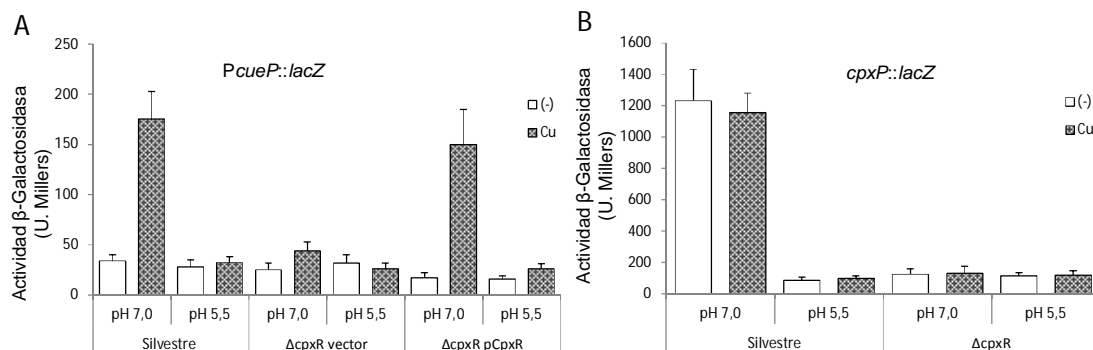 A
PcueP::lacZ
Actividad β-Galactosidasa
(U. Millers)
250
200
150
100
50
0
(-)
Cu
pH 7,0 pH 5,5 pH 7,0 pH 5,5 pH 7,0 pH 5,5
Silvestre ΔcpxR vector ΔcpxR pCpxR
B
cpxP::lacZ
Actividad β-Galactosidasa
(U. Millers)
1600
1400
1200
1000
800
600
400
200
0
(-)
Cu
pH 7,0 pH 5,5 pH 7,0 pH 5,5
Silvestre ΔcpxR